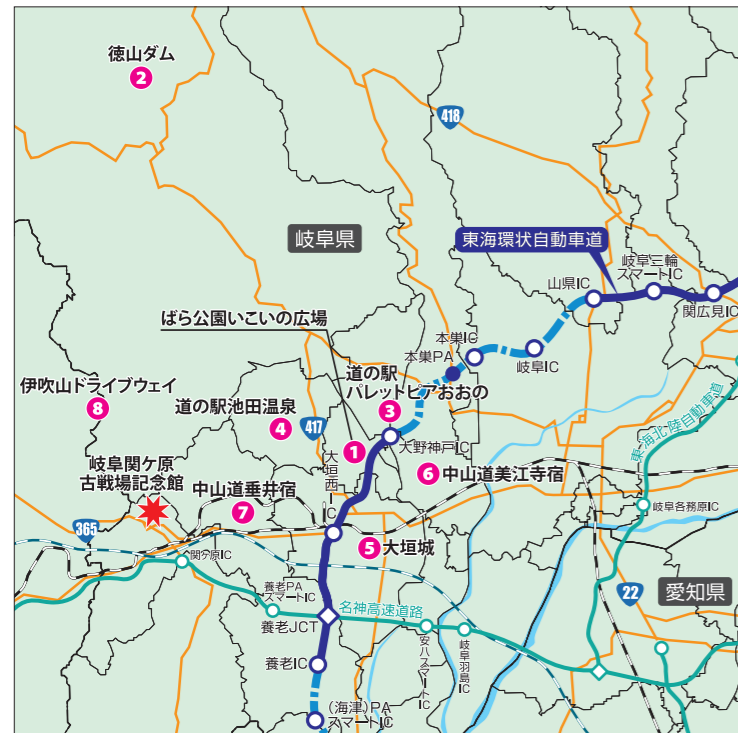 徳山ダム
2
418
岐阜県
東海環状自動車道
岐阜三輪
スマートIC
山県IC
関広見IC
ばら公園いこいの広場
本巣IC
本巣PA
岐阜IC
道の駅
パレットピアおおの
3
伊吹山ドライブウェイ
8
道の駅池田温泉
4
417
東海北陸自動車道
大垣西IC
1
大野神戸IC
6
中山道美江寺宿
岐阜関ケ原
古戦場記念館
中山道垂井宿
7
岐阜各務原IC
365
5
大垣城
関ケ原IC
養老PA
スマートIC
22
愛知県
名神高速道路
養老JCT
安八スマートIC
岐阜羽島IC
養老IC
(海津)PA
スマートIC